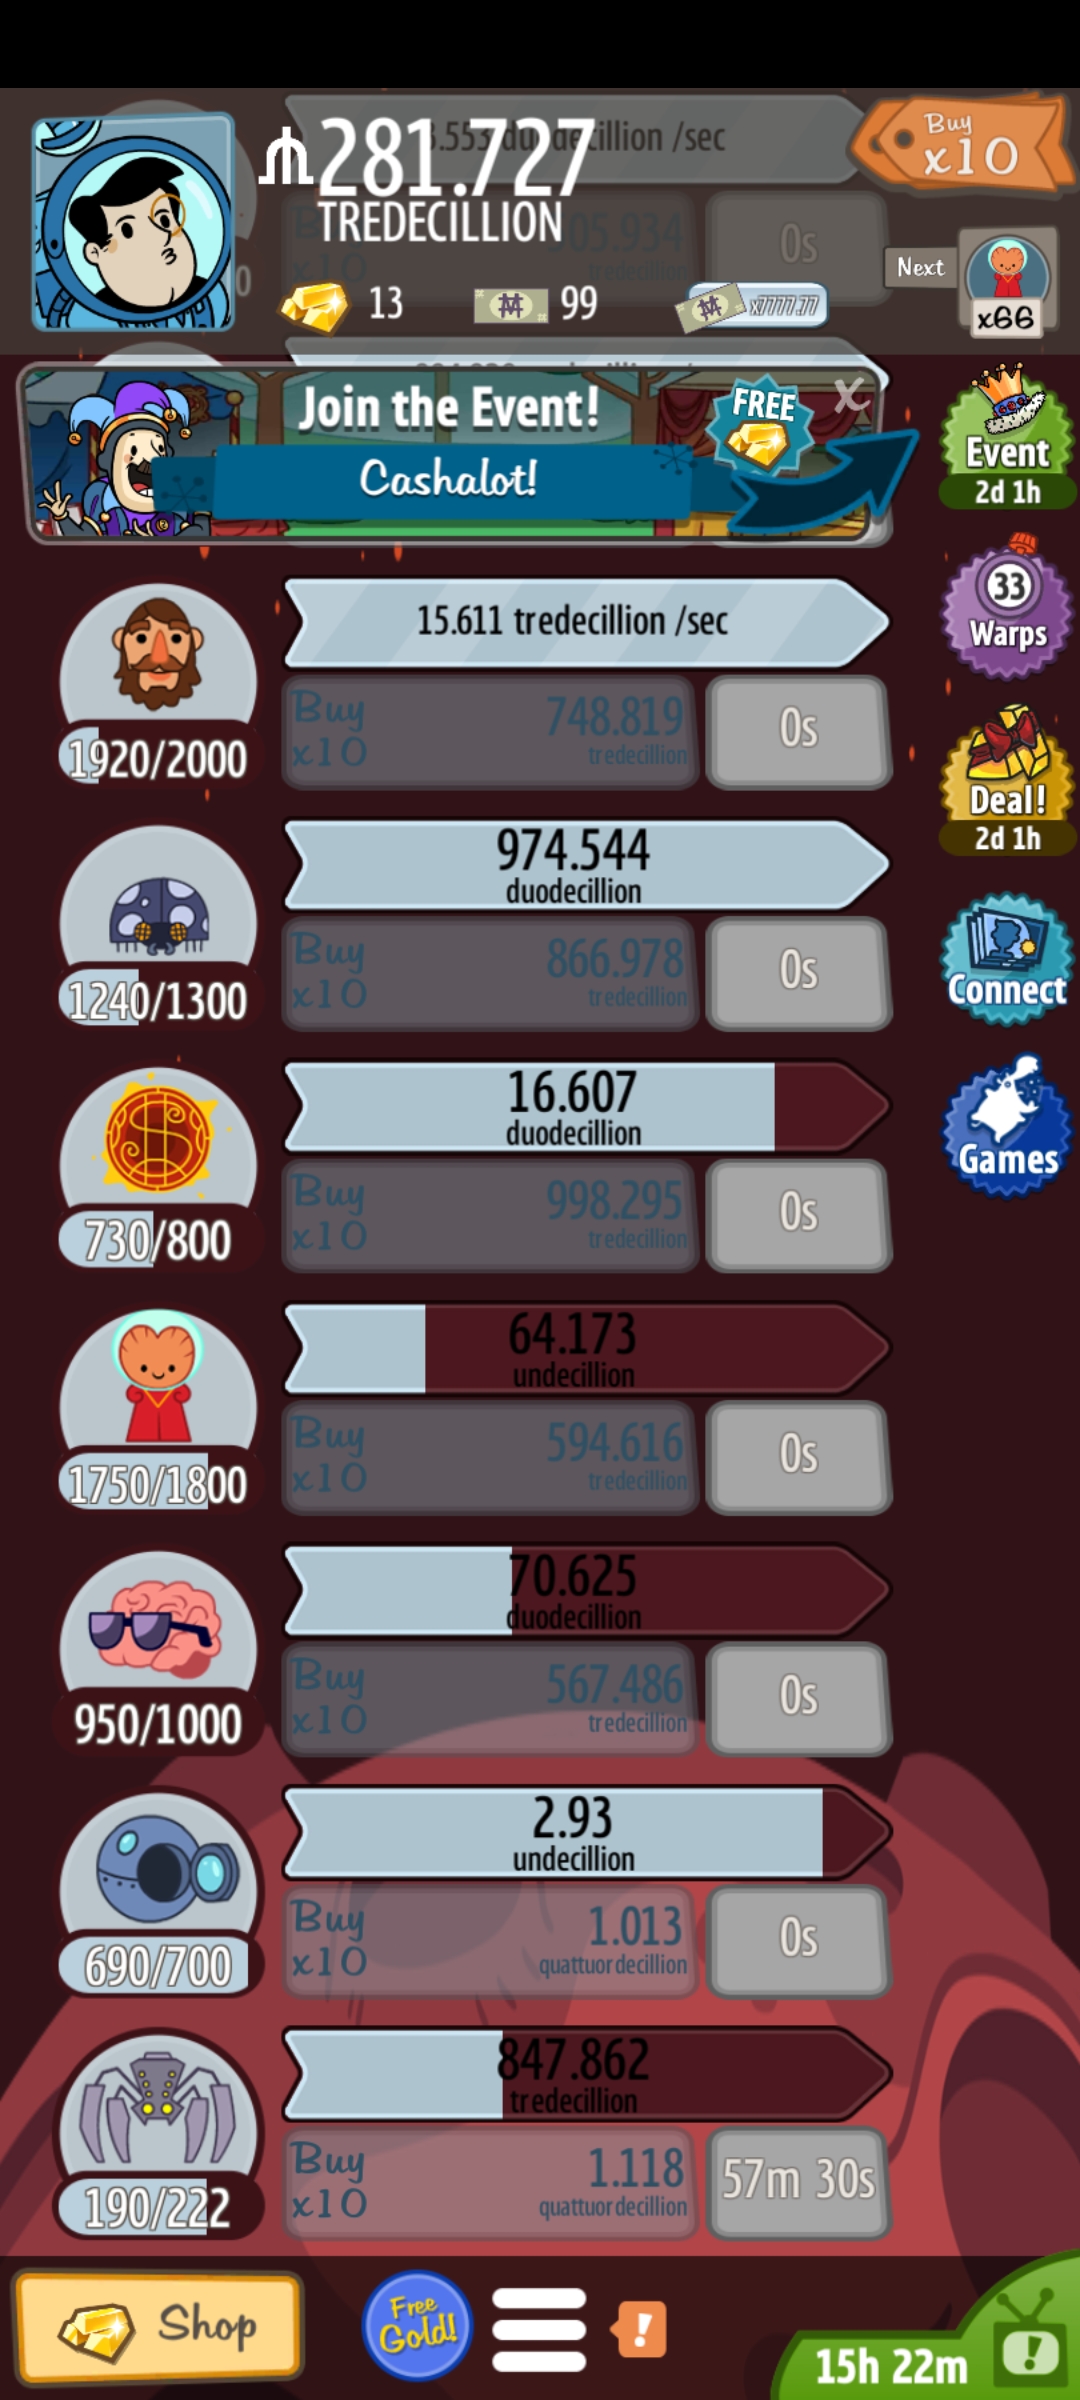 281.727
TREDECILLION
Buy
x10
0s
13
99
x7777.77
Next
x66
Join the Event!
Cashalot!
FREE
X
Event
2d 1h
15.611 tredecillion /sec
Buy
x10
748.819
tredecillion
0s
1920/2000
33
Warps
974.544
duodecillion
Buy
x10
866.978
tredecillion
0s
1240/1300
Deal!
2d 1h
16.607
duodecillion
Buy
x10
998.295
tredecillion
0s
730/800
Connect
64.173
undecillion
Buy
x10
594.616
tredecillion
0s
1750/1800
Games
70.625
duodecillion
Buy
x10
567.486
tredecillion
0s
950/1000
2.93
undecillion
Buy
x10
1.013
quattuordecillion
0s
690/700
847.862
tredecillion
Buy
x10
1.118
quattuordecillion
57m 30s
190/222
Shop
Free
Gold!
!
15h 22m
!